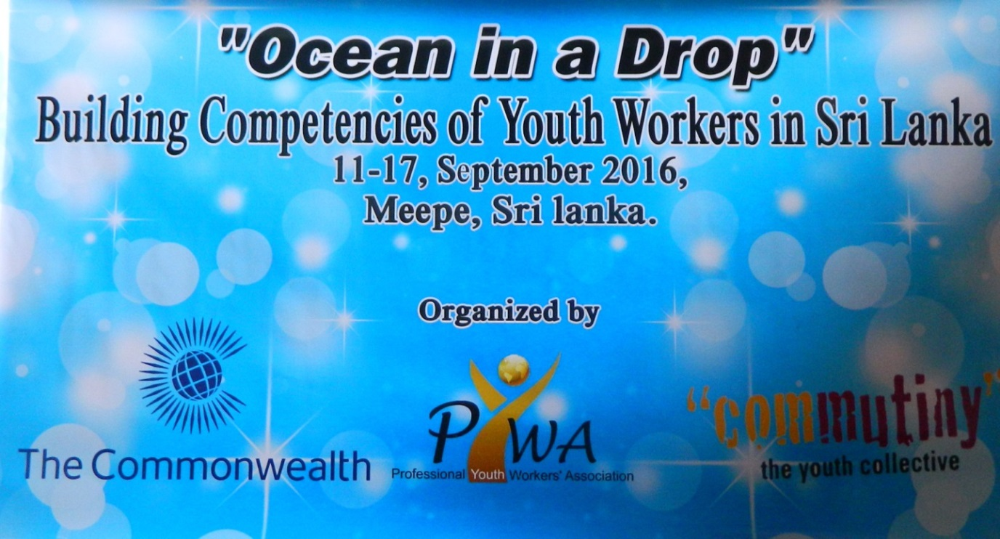 "Ocean in a Drop"
Building Competencies of Youth Workers in Sri Lanka
11-17, September 2016,
Meepe, Sri lanka.
Organized by
The Commonwealth
PYWA
Professional Youth Workers' Association
"commutiny"
the youth collective